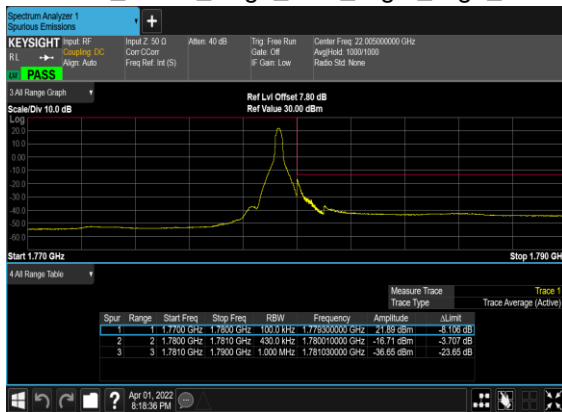 Spectrum Analyzer 1
Spurious Emissions
+
KEYSIGHT Input: RF Input Z: 50 Ω Atten: 40 dB Trig: Free Run Center Freq: 22.005000000 GHz
RL Coupling: DC Corr CCorr Gate: Off Avg|Hold: 1000/1000
Align: Auto Freq Ref: Int (S) IF Gain: Low Radio Std: None
PASS
3 All Range Graph
Ref Lvl Offset 7.80 dB
Scale/Div 10.0 dB Ref Value 30.00 dBm
Log
20.0
10.0
0.00
-10.0
-20.0
-30.0
-40.0
-50.0
-60.0
Start 1.770 GHz Stop 1.790 GH
4 All Range Table
Measure Trace Trace 1
Trace Type Trace Average (Active)
Spur Range Start Freq Stop Freq RBW Frequency Amplitude ΔLimit
1 1 1.7700 GHz 1.7800 GHz 100.0 kHz 1.779300000 GHz 21.89 dBm -8.106 dB
2 2 1.7800 GHz 1.7810 GHz 430.0 kHz 1.780010000 GHz -16.71 dBm -3.707 dB
3 3 1.7810 GHz 1.7900 GHz 1.000 MHz 1.781030000 GHz -36.65 dBm -23.65 dB
? Apr 01, 2022
8:18:36 PM